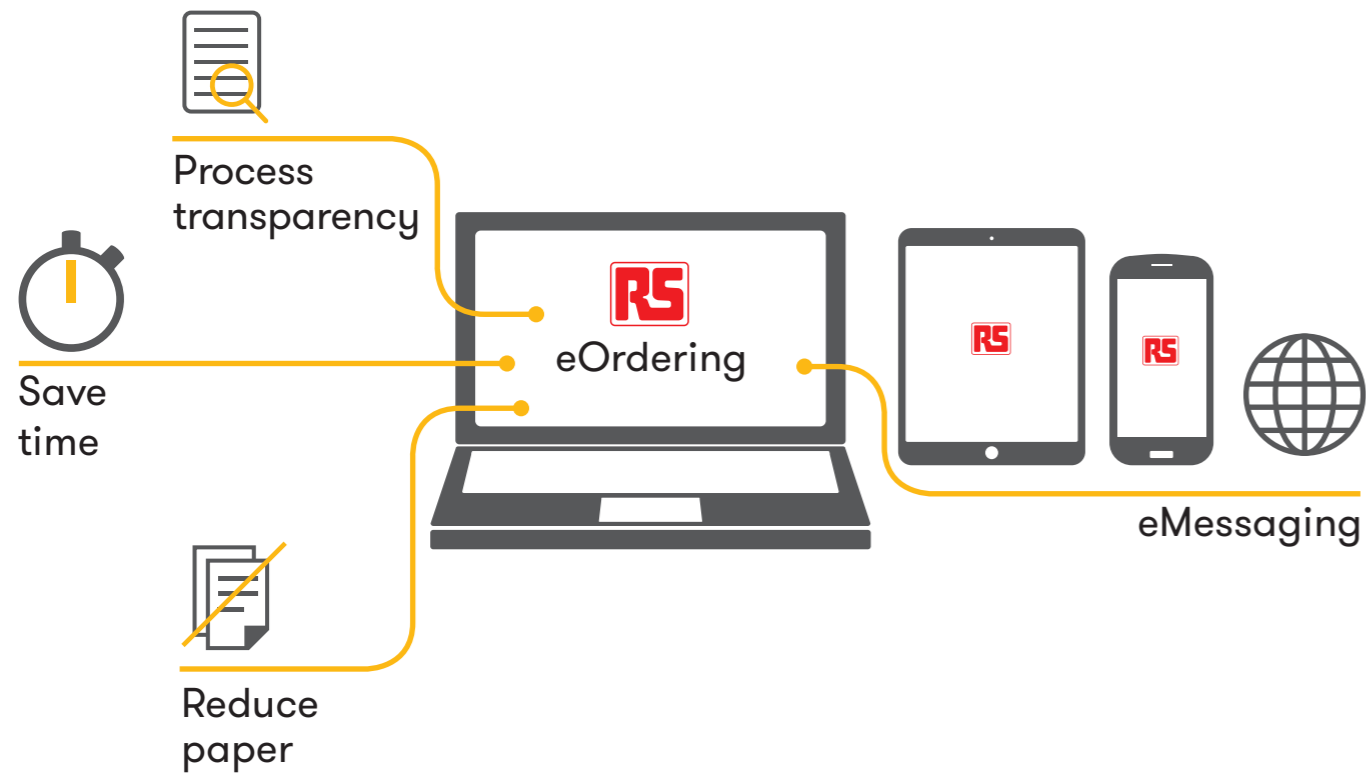 Process
transparency
Save
time
Reduce
paper
RS
eOrdering
RS
RS
eMessaging